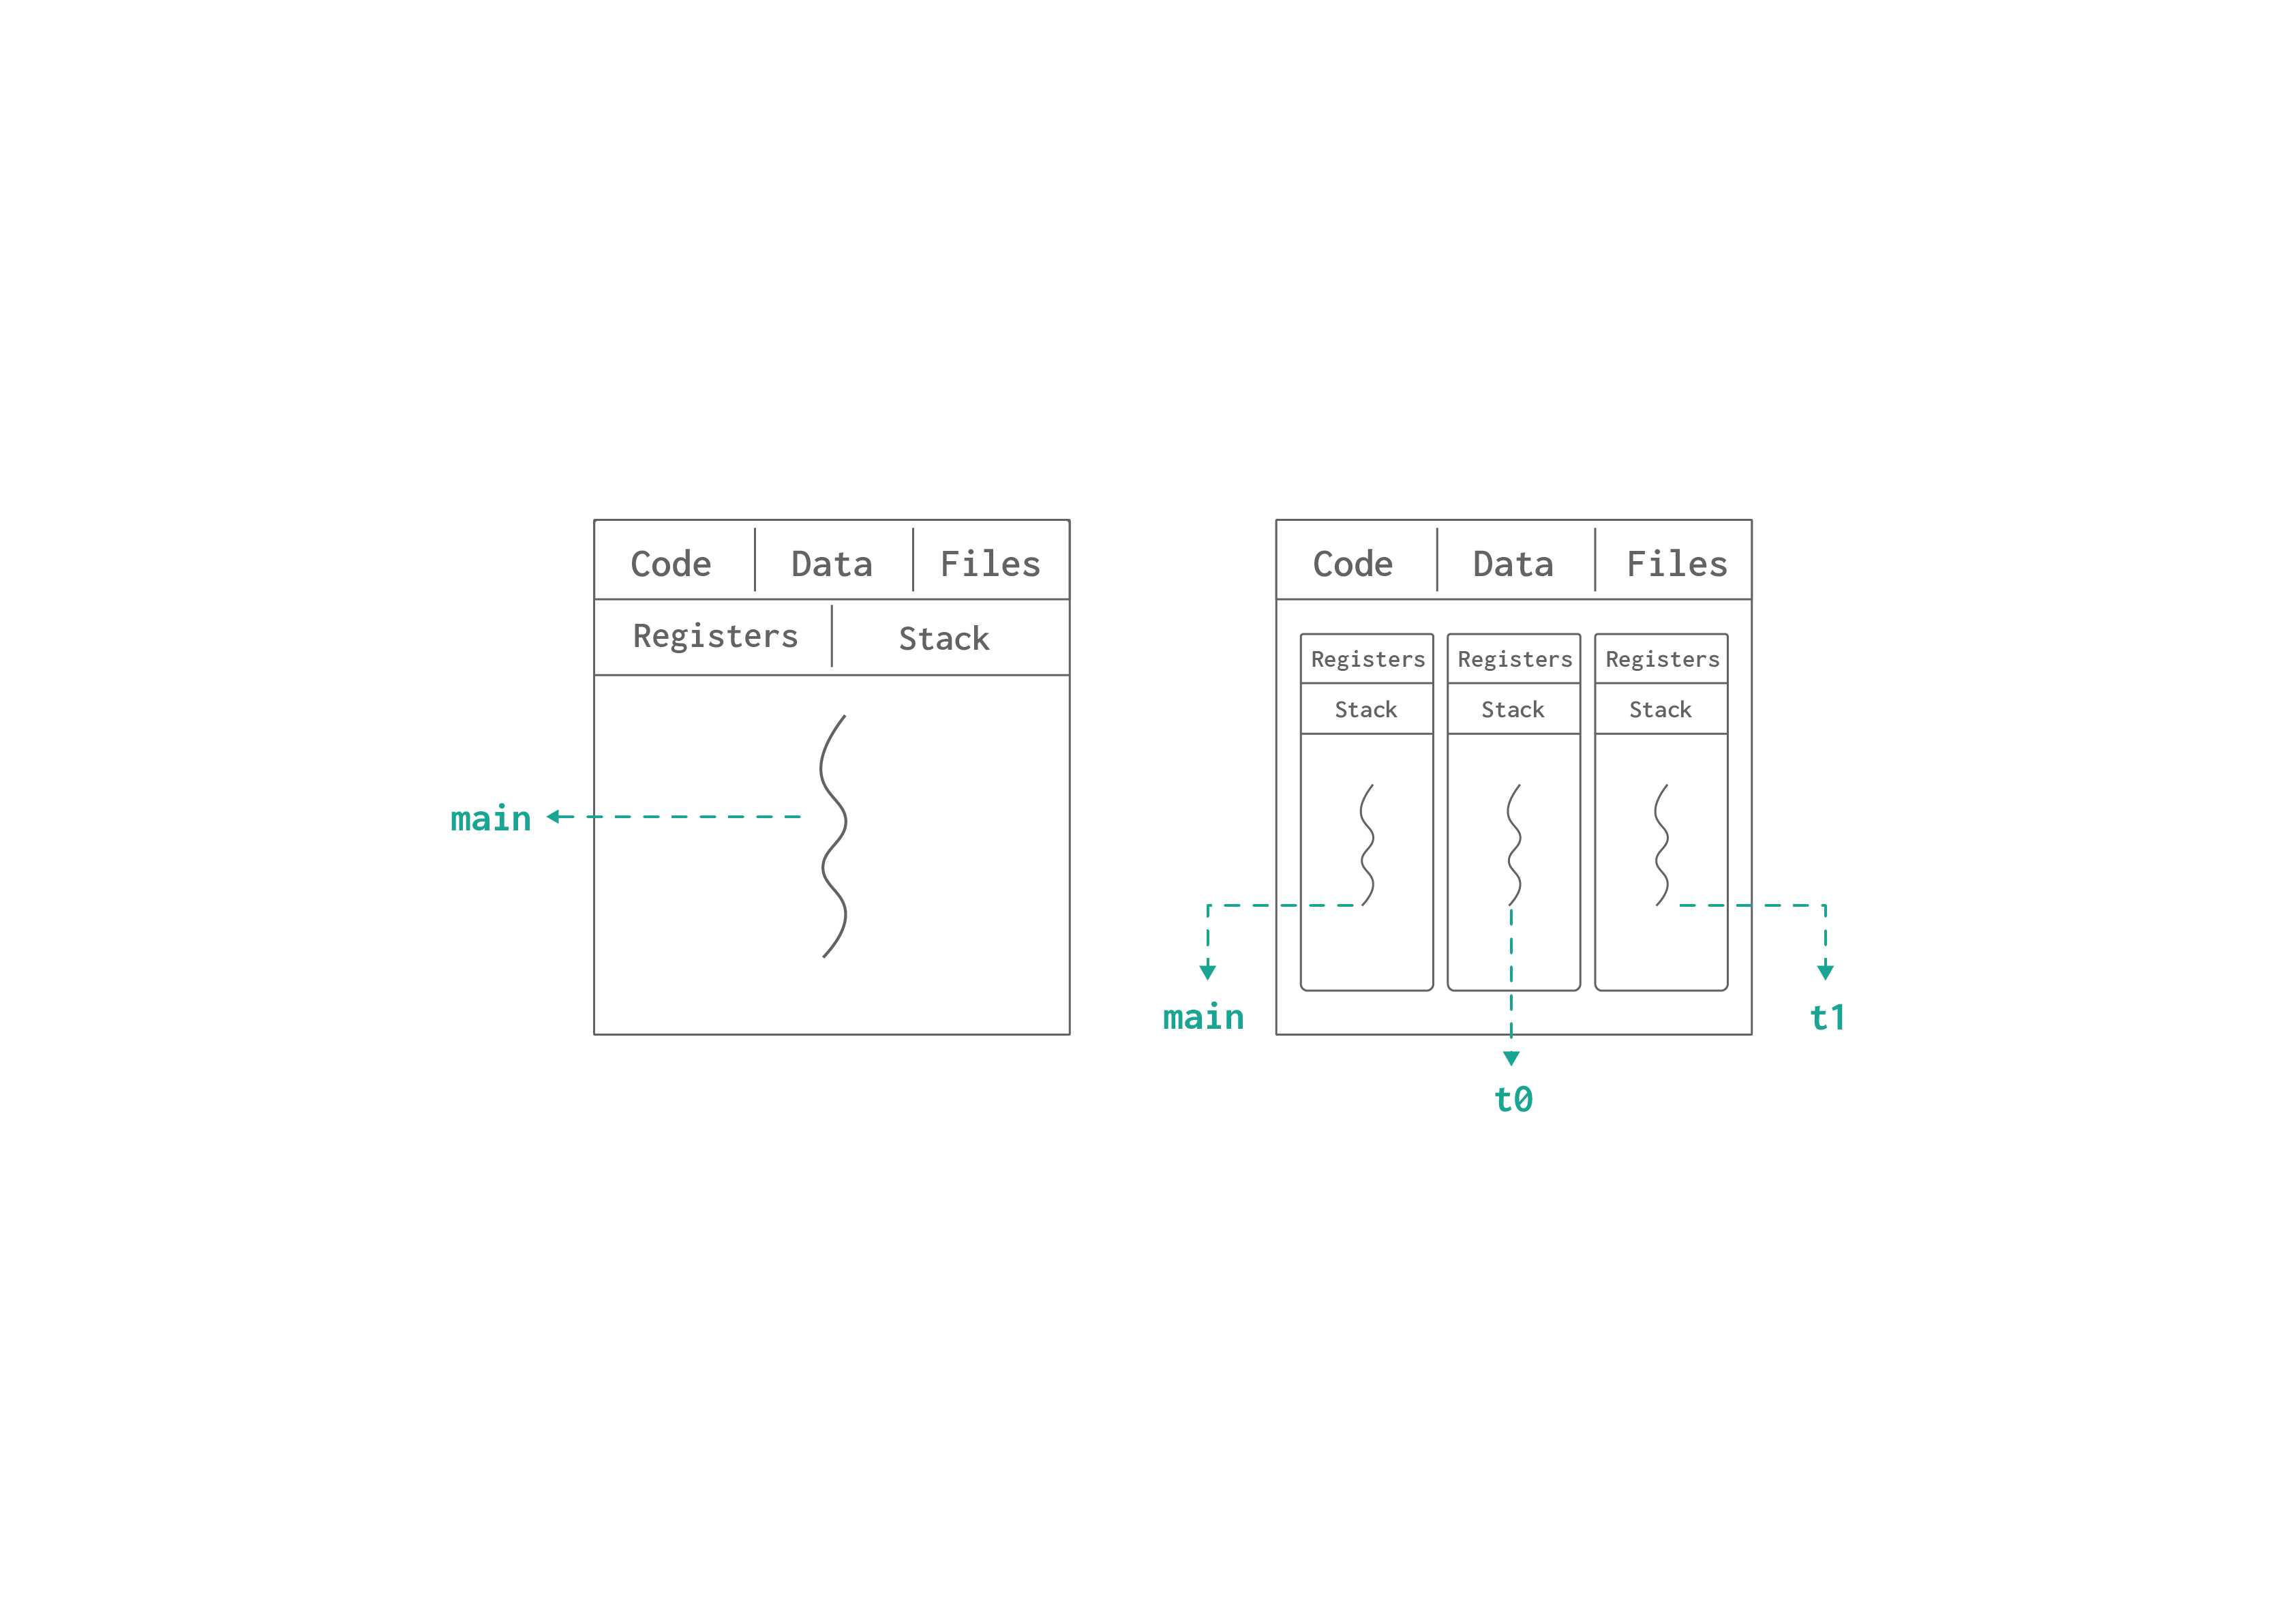 Code Data Files
Registers Stack
main
Code Data Files
Registers Registers Registers
Stack Stack Stack
main
t0
t1